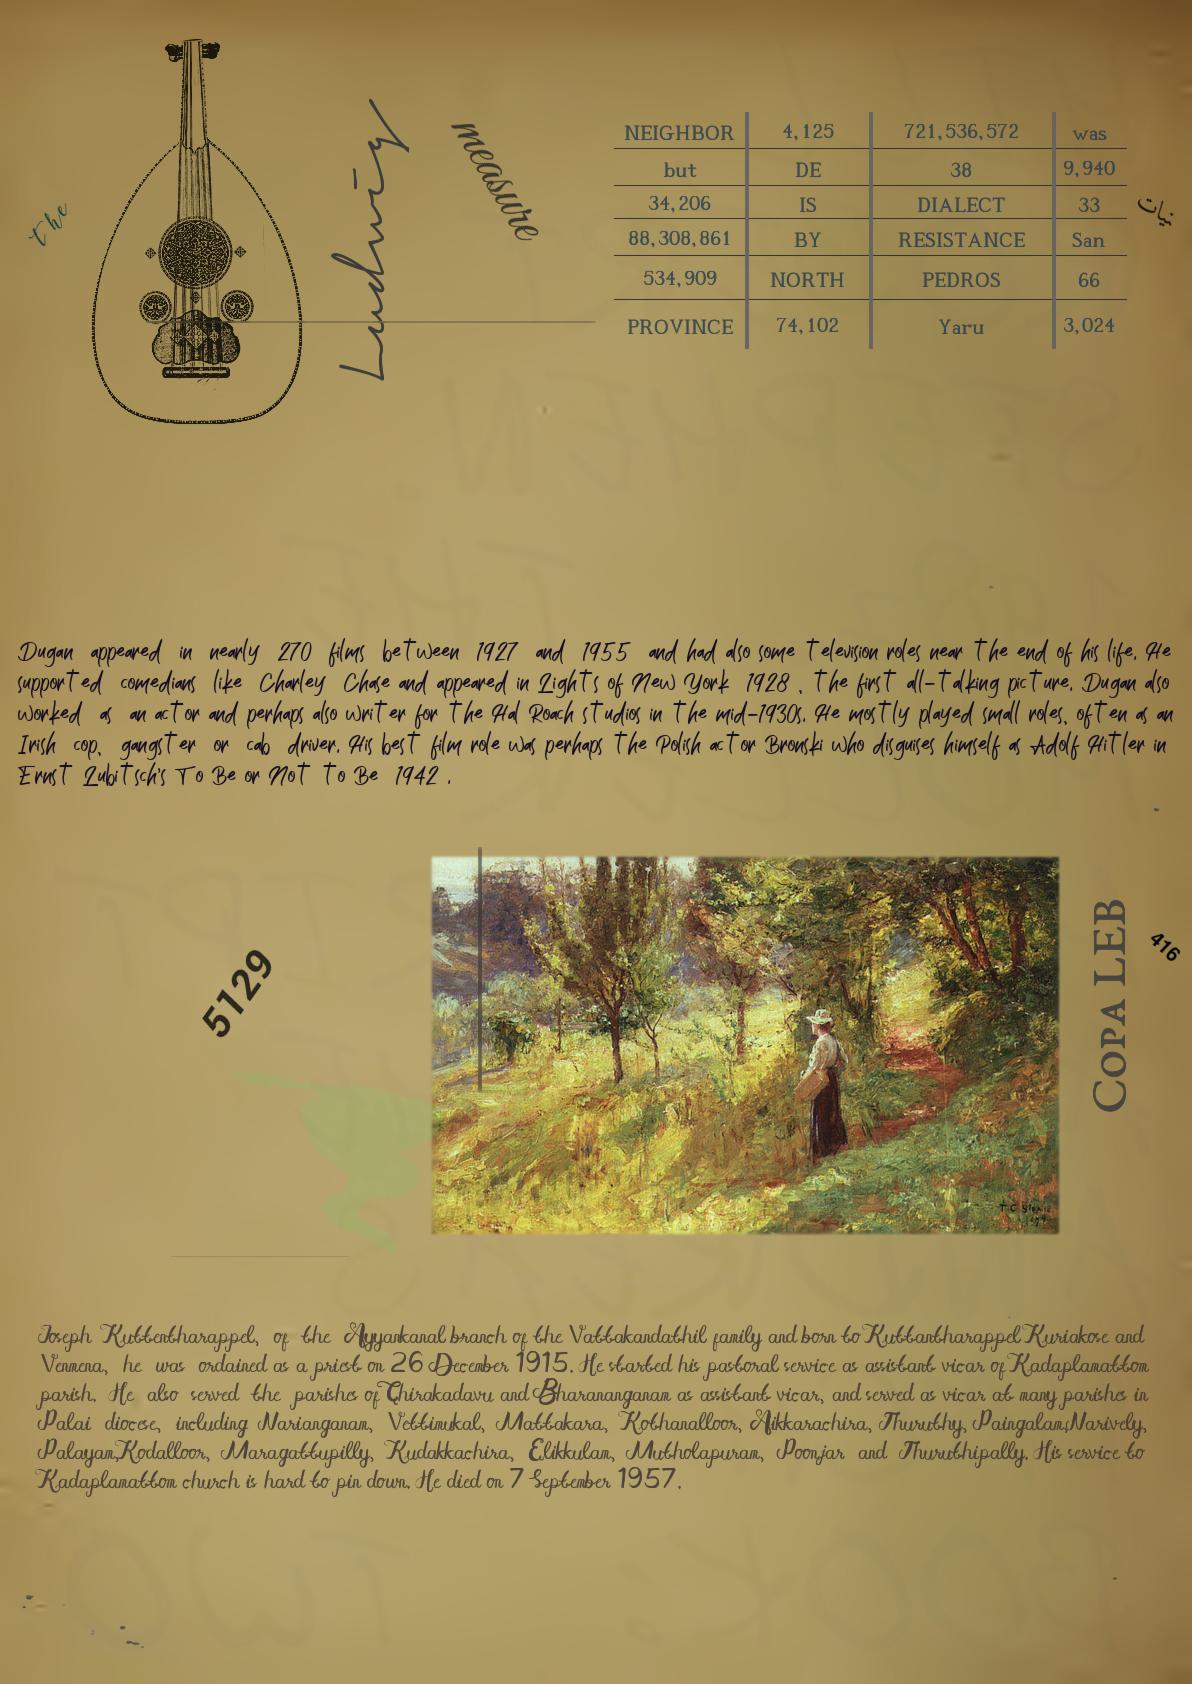 the
Ludwig
measure
NEIGHBOR 4,125 721,536,572 was
but DE 38 9,940
34,206 IS DIALECT 33
88,308,861 BY RESISTANCE San
534,909 NORTH PEDROS 66
PROVINCE 74,102 Yaru 3,024
Dugan appeared in nearly 270 films between 1927 and 1955 and had also some television roles near the end of his life. He
supported comedians like Charley Chase and appeared in Lights of New York 1928 , the first all-talking picture. Dugan also
worked as an actor and perhaps also writer for the Hal Roach studios in the mid-1930s. He mostly played small roles, often as an
Irish cop, gangster or cab driver. His best film role was perhaps the Polish actor Bronski who disguises himself as Adolf Hitler in
Ernst Lubitsch's To Be or Not to Be 1942 .
5129
COPA LEB
416
Joseph Kuttentharappel, of the Ayyankanal branch of the Vattakandathil family and born to Kuttantharappel Kuriakose and
Venmena, he was ordained as a priest on 26 December 1915. He started his pastoral service as assistant vicar of Kadaplamattom
parish. He also served the parishes of Chirakadavu and Bharananganam as assistant vicar, and served as vicar at many parishes in
Palai diocese, including Narianganam, Vettimukal, Mattakara, Kothanalloor, Aikkarachira, Thuruthy, Paingalam,Narively,
Palayam,Kodalloor, Maragattupilly, Kudakkachira, Elikkulam, Mutholapuram, Poonjar and Thuruthipally. His service to
Kadaplamattom church is hard to pin down. He died on 7 September 1957.